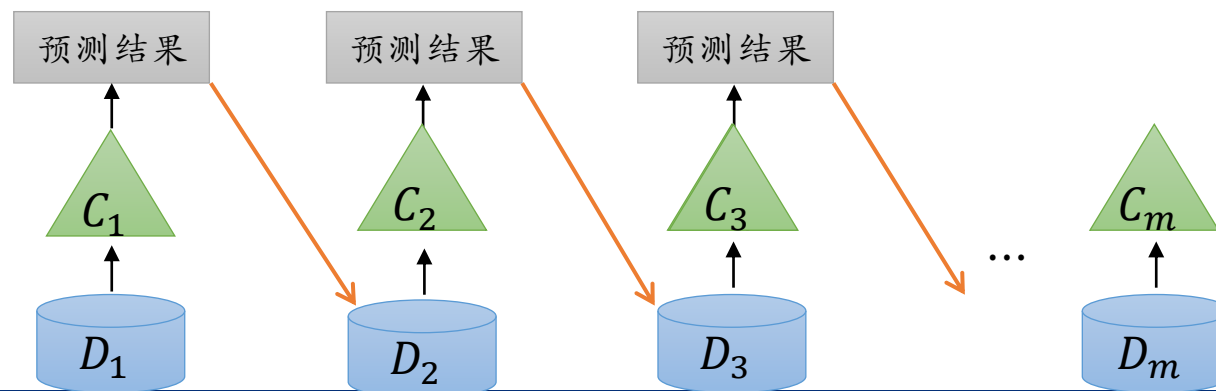 预测结果 预测结果 预测结果
C₁ C₂ C₃ ... Cₘ
D₁ D₂ D₃ Dₘ